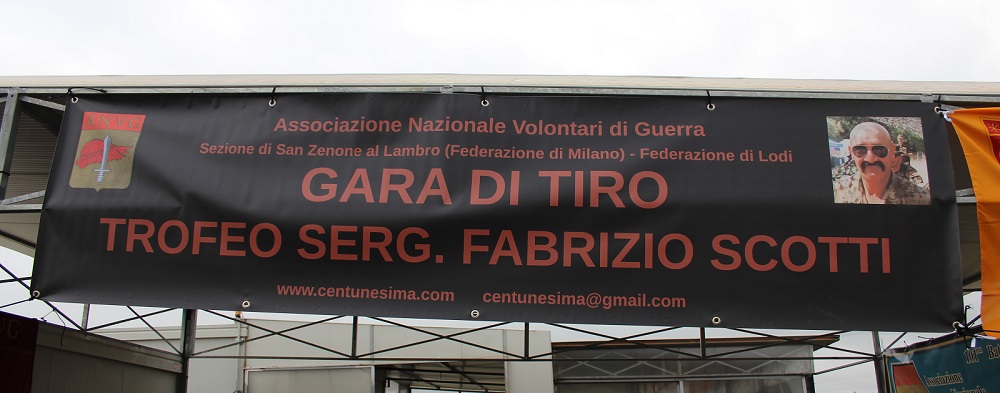 A.N.V.G.
Associazione Nazionale Volontari di Guerra
Sezione di San Zenone al Lambro (Federazione di Milano) - Federazione di Lodi
GARA DI TIRO
TROFEO SERG. FABRIZIO SCOTTI
www.centunesima.com centunesima@gmail.com
Associazione